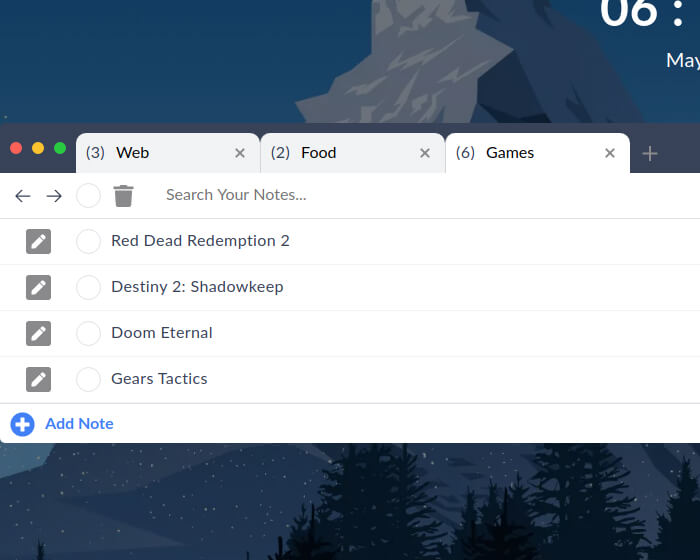 06 :
May
(3) Web
(2) Food
(6) Games
Search Your Notes...
Red Dead Redemption 2
Destiny 2: Shadowkeep
Doom Eternal
Gears Tactics
Add Note